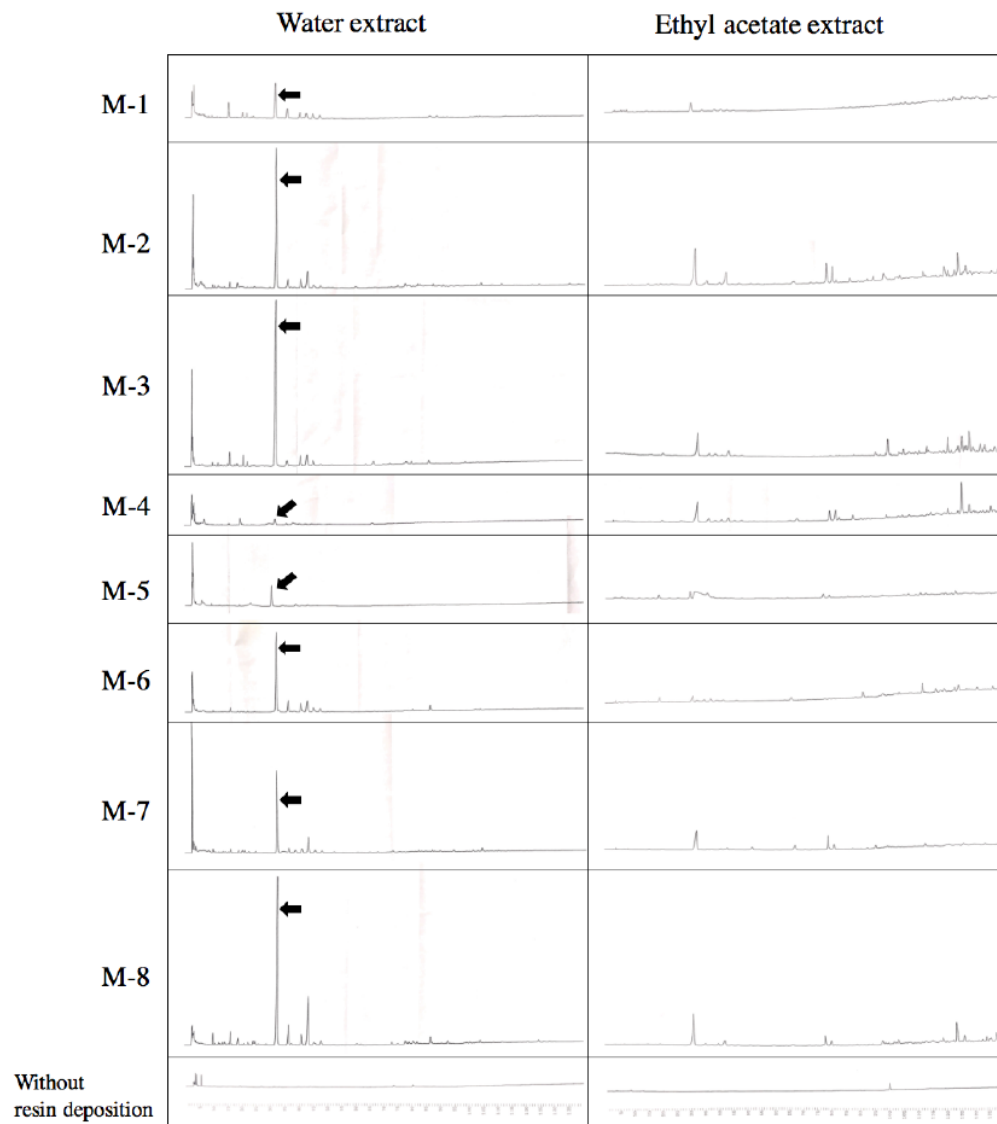 Water extract
Ethyl acetate extract
M-1
M-2
M-3
M-4
M-5
M-6
M-7
M-8
Without
resin deposition